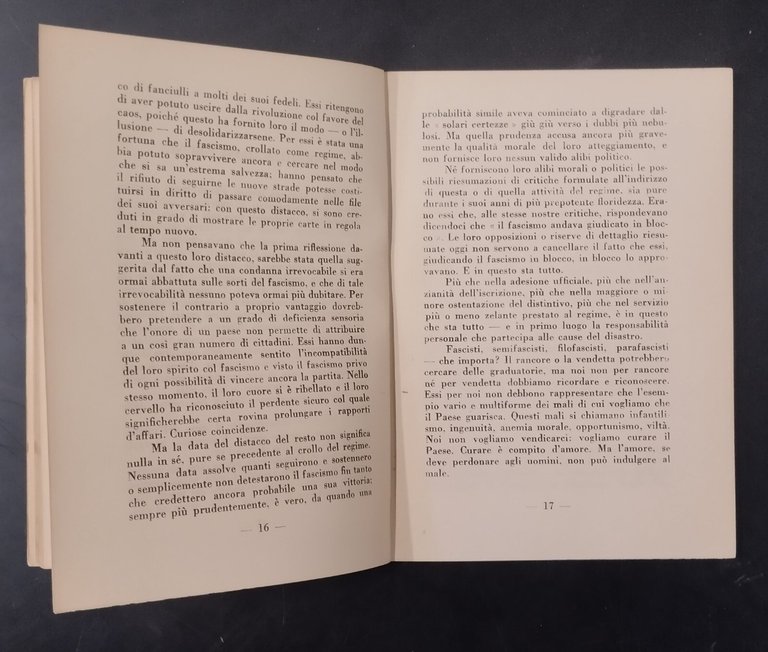 co di fanciulli a molti dei suoi fedeli. Essi ritengono
di aver potuto uscire dalla rivoluzione col favore del
caos, poiché questo ha fornito loro il modo — o l'il-
lusione — di desolidarizzarsene. Per essi è stata una
fortuna che il fascismo, crollato come regime, ab-
bia potuto sopravvivere ancora e cercare nel modo
che si sa un'estrema salvezza; hanno pensato che
il rifiuto di seguirne le nuove strade potesse costi-
tuirsi in diritto di passare comodamente nelle file
dei suoi avversari: con questo distacco, si sono cre-
duti in grado di mostrare le proprie carte in regola
al tempo nuovo.
Ma non pensavano che la prima riflessione da-
vanti a questo loro distacco, sarebbe stata quella sug-
gerita dal fatto che una condanna irrevocabile si era
ormai abbattuta sulle sorti del fascismo, e che di tale
irrevocabilità nessuno poteva ormai più dubitare. Per
sostenere il contrario a proprio vantaggio dovreb-
bero pretendere a un grado di deficienza sensoria
che l'onore di un paese non permette di attribuire
a un così gran numero di cittadini. Essi hanno dun-
que contemporaneamente sentito l'incompatibilità
del loro spirito col fascismo e visto il fascismo privo
di ogni possibilità di vincere ancora la partita. Nello
stesso momento, il loro cuore si è ribellato e il loro
cervello ha riconosciuto il perdente sicuro col quale
significherebbe certa rovina prolungare i rapporti
d'affari. Curiose coincidenze.
Ma la data del distacco del resto non significa
nulla in sé, pure se precedente al crollo del regime.
Nessuna data assolve quanti seguirono e sostennero
o semplicemente non detestarono il fascismo fin tanto
che credettero ancora probabile una sua vittoria:
sempre più prudentemente, è vero, da quando una
— 16 —
probabilità simile aveva cominciato a digradare dal-
le « solari certezze » giù giù verso i dubbi più nebu-
losi. Ma quella prudenza accusa ancora più grave-
mente la qualità morale del loro atteggiamento, e
non fornisce loro nessun valido alibi politico.
Nè forniscono loro alibi morali o politici le pos-
sibili riesumazioni di critiche formulate all'indirizzo
di questa o di quella attività del regime, sia pure
durante i suoi anni di più prepotente floridezza. Era-
no essi che, alle stesse nostre critiche, rispondevano
dicendoci che « il fascismo andava giudicato in bloc-
co ». Le loro opposizioni o riserve di dettaglio riesu-
mate oggi non servono a cancellare il fatto che essi,
giudicando il fascismo in blocco, in blocco lo appro-
vavano. E in questo sta tutto.
Più che nella adesione ufficiale, più che nell'an-
zianità dell'iscrizione, più che nella maggiore o mi-
nore ostentazione del distintivo, più che nel servizio
più o meno zelante prestato al regime, è in questo
che sta tutto — e in primo luogo la responsabilità
personale che partecipa alle cause del disastro.
Fascisti, semifascisti, filofascisti, parafascisti
— che importa? Il rancore o la vendetta potrebbero
cercare delle graduatorie, ma noi non per rancore
né per vendetta dobbiamo ricordare e riconoscere.
Essi per noi non debbono rappresentare che l'esem-
pio vario e multiforme dei mali di cui vogliamo che
il Paese guarisca. Questi mali si chiamano infantili-
smo, ingenuità, anemia morale, opportunismo, viltà.
Noi non vogliamo vendicarci: vogliamo curare il
Paese. Curare è compito d'amore. Ma l'amore, se
deve perdonare agli uomini, non può indulgere al
male.
— 17 —